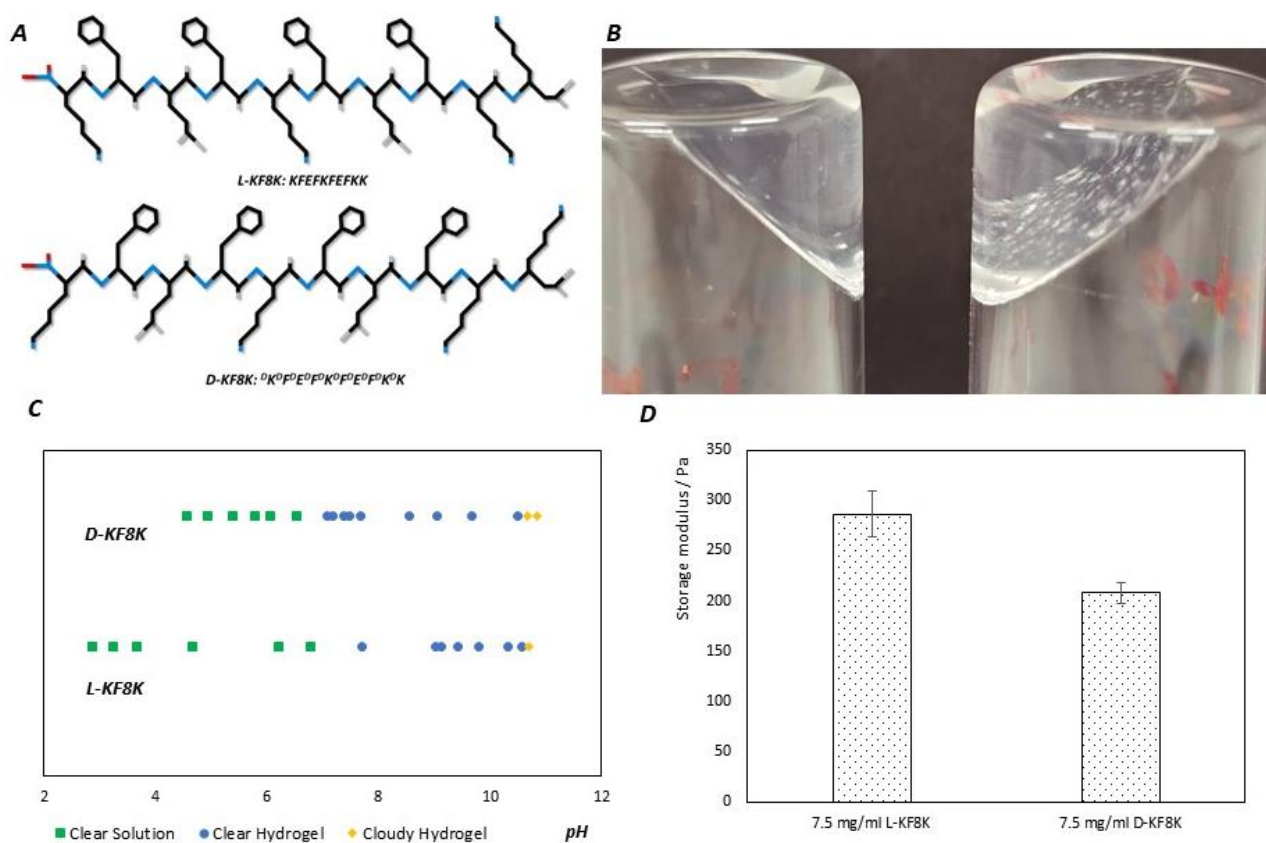 A
L-KF8K: KFEFKFEFKK
D-KF8K: ᴰKᴰFᴰEᴰFᴰKᴰFᴰEᴰFᴰKᴰK
B
C
D-KF8K
L-KF8K
2 4 6 8 10 12
Clear Solution Clear Hydrogel Cloudy Hydrogel pH
D
Storage modulus / Pa
350
300
250
200
150
100
50
0
7.5 mg/ml L-KF8K 7.5 mg/ml D-KF8K